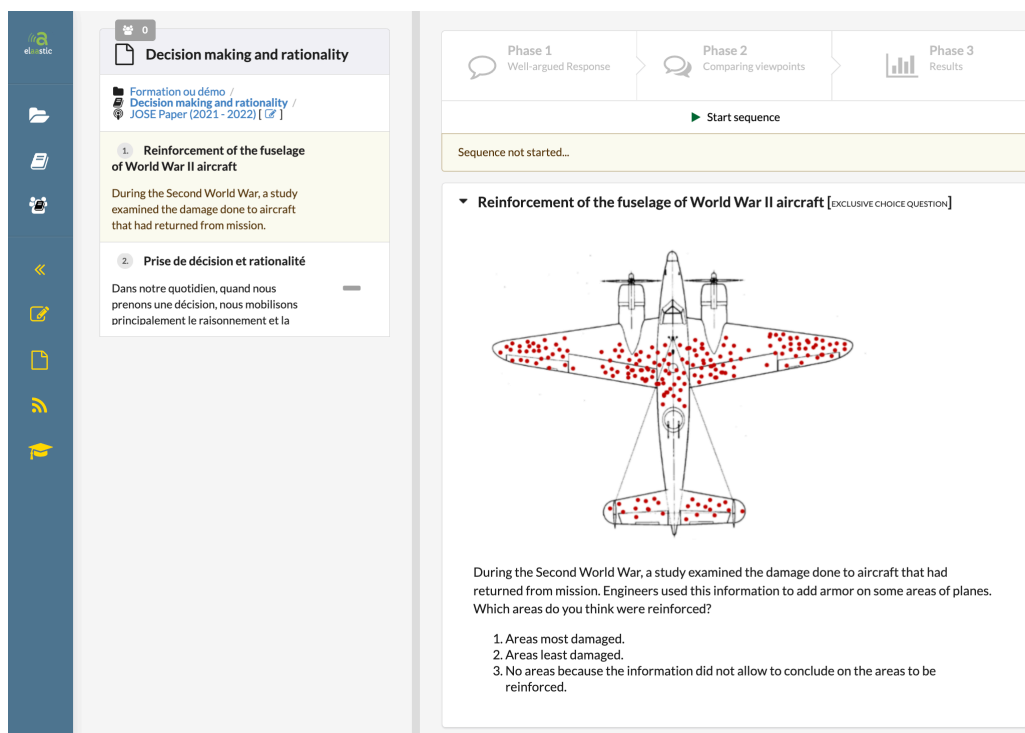 elaastic
0
Decision making and rationality
Formation ou démo /
Decision making and rationality /
JOSE Paper (2021 - 2022) [ ]
1. Reinforcement of the fuselage
of World War II aircraft
During the Second World War, a study
examined the damage done to aircraft
that had returned from mission.
2. Prise de décision et rationalité
Dans notre quotidien, quand nous
prenons une décision, nous mobilisons
principalement le raisonnement et la
Phase 1
Well-argued Response
Phase 2
Comparing viewpoints
Phase 3
Results
Start sequence
Sequence not started...
Reinforcement of the fuselage of World War II aircraft [EXCLUSIVE CHOICE QUESTION]
During the Second World War, a study examined the damage done to aircraft that had
returned from mission. Engineers used this information to add armor on some areas of planes.
Which areas do you think were reinforced?
1. Areas most damaged.
2. Areas least damaged.
3. No areas because the information did not allow to conclude on the areas to be
reinforced.